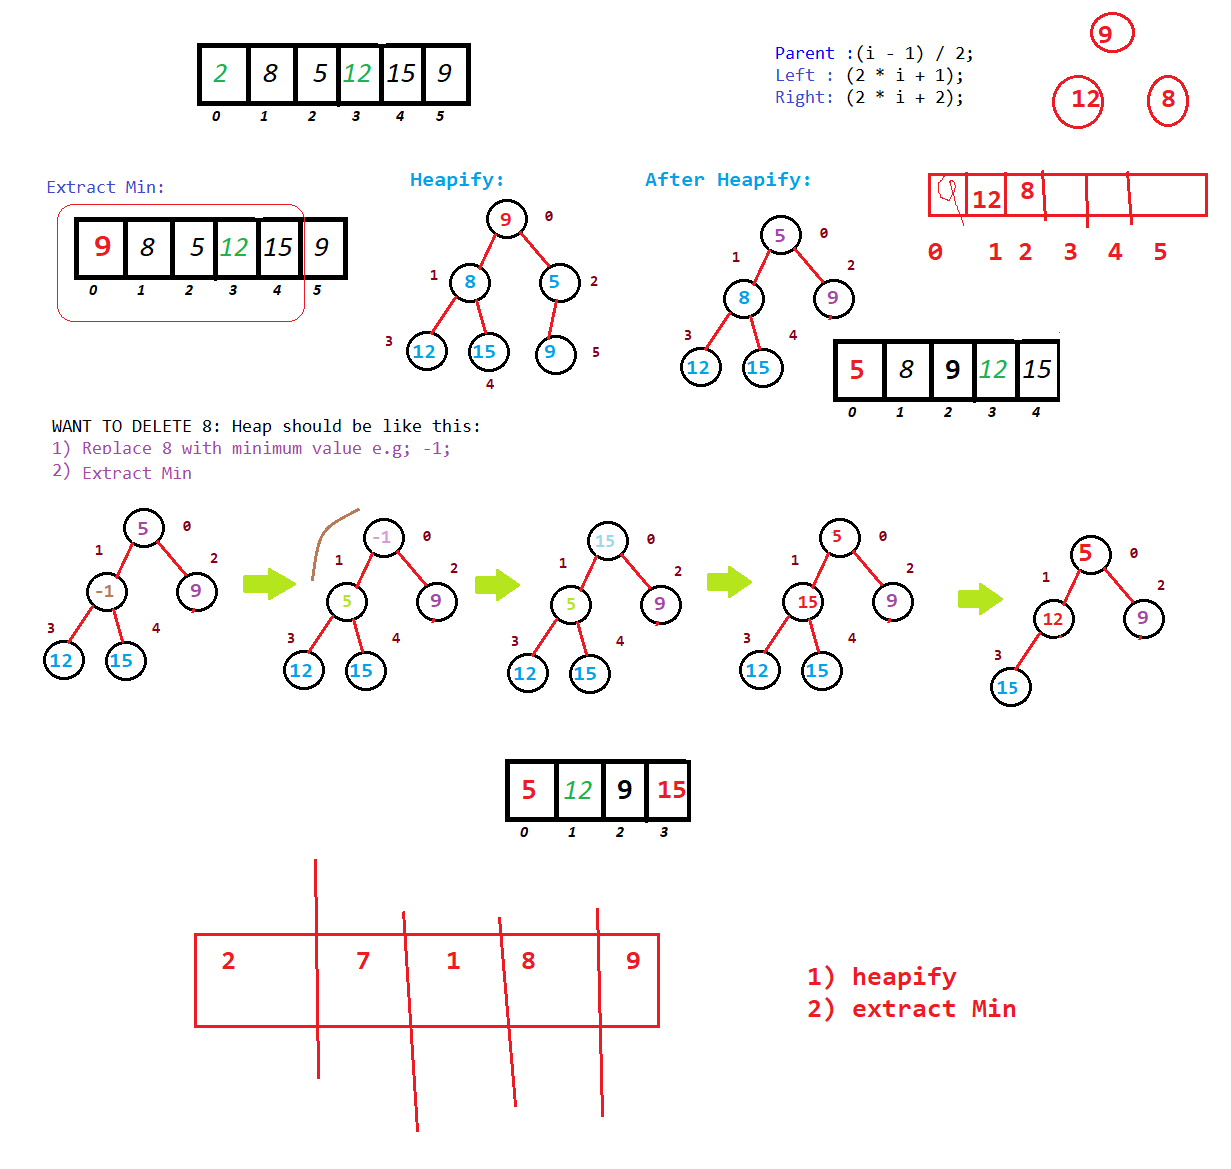 2 8 5 12 15 9
0 1 2 3 4 5
Parent :(i - 1) / 2;
Left : (2 * i + 1);
Right: (2 * i + 2);
9
12 8
Extract Min:
9 8 5 12 15 9
0 1 2 3 4 5
Heapify:
9 0
1 8 5 2
3 12 15 9 5
4
After Heapify:
5 0
1 2
8 9
3 4
12 15
12 8
0 1 2 3 4 5
5 8 9 12 15
0 1 2 3 4
WANT TO DELETE 8: Heap should be like this:
1) Replace 8 with minimum value e.g; -1;
2) Extract Min
5 0
1 2
-1 9
3 4
12 15
-1 0
1 2
5 9
3 4
12 15
15 0
1 2
5 9
3 4
12 15
5 0
1 2
15 9
3 4
12 15
5 0
1 2
12 9
3
15
5 12 9 15
0 1 2 3
2 7 1 8 9
1) heapify
2) extract Min